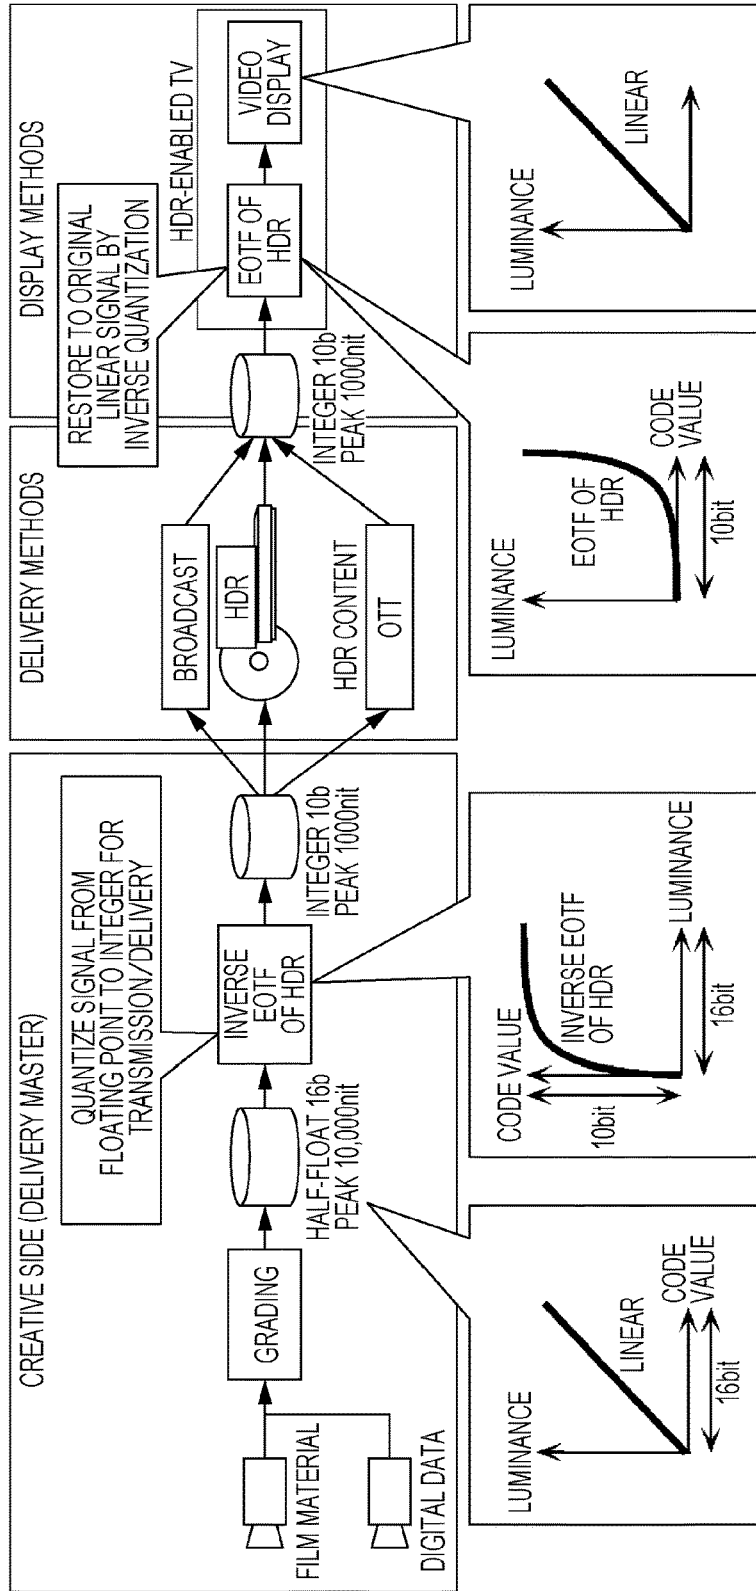 CREATIVE SIDE (DELIVERY MASTER)
QUANTIZE SIGNAL FROM
FLOATING POINT TO INTEGER FOR
TRANSMISSION/DELIVERY
FILM MATERIAL
DIGITAL DATA
GRADING
HALF-FLOAT 16b
PEAK 10,000nit
INVERSE
EOTF
OF HDR
INTEGER 10b
PEAK 1000nit
DELIVERY METHODS
BROADCAST
HDR
HDR CONTENT
OTT
DISPLAY METHODS
RESTORE TO ORIGINAL
LINEAR SIGNAL BY
INVERSE QUANTIZATION
INTEGER 10b
PEAK 1000nit
HDR-ENABLED TV
EOTF OF
HDR
VIDEO
DISPLAY
LUMINANCE
LINEAR
CODE
VALUE
16bit
CODE VALUE
10bit
INVERSE EOTF
OF HDR
LUMINANCE
16bit
LUMINANCE
EOTF OF
HDR
CODE
VALUE
10bit
LUMINANCE
LINEAR